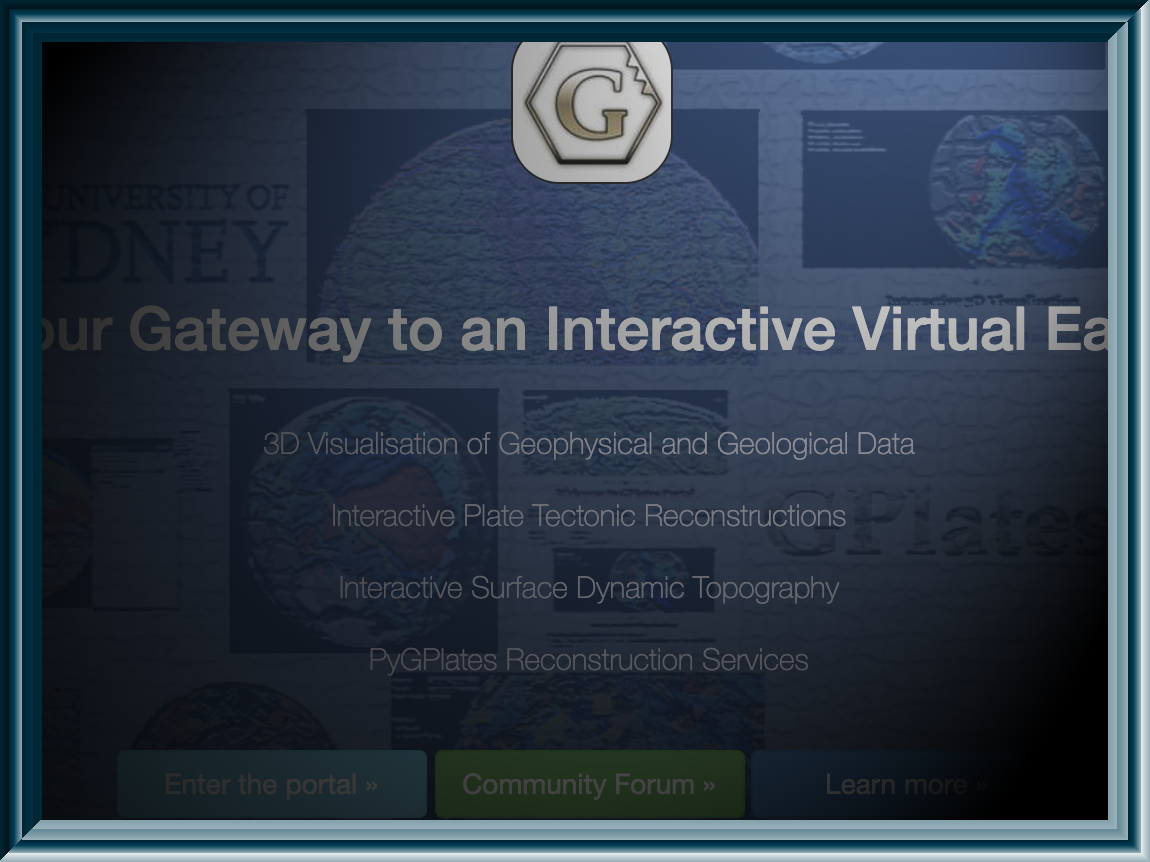 G
UNIVERSITY OF
YDNEY
our Gateway to an Interactive Virtual Ea
3D Visualisation of Geophysical and Geological Data
Interactive Plate Tectonic Reconstructions
GPlates
Interactive Surface Dynamic Topography
PyGPlates Reconstruction Services
Enter the portal »
Community Forum »
Learn more »